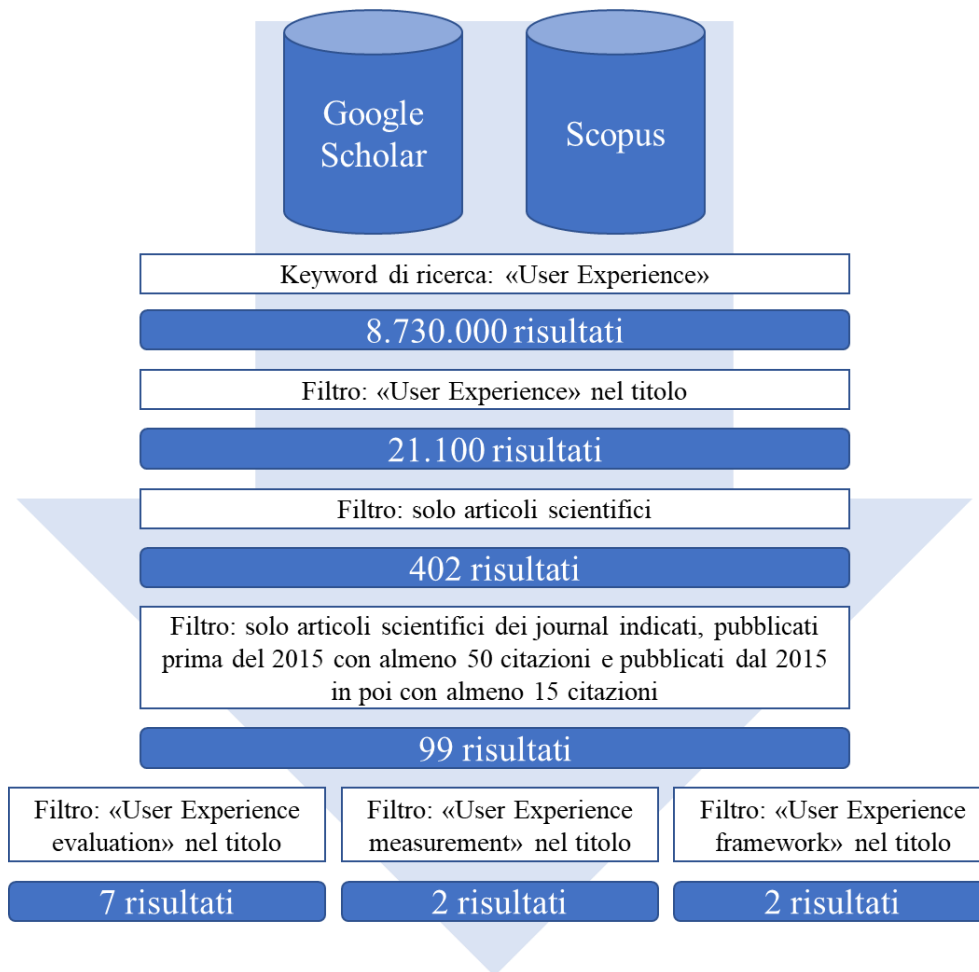 Google
Scholar
Scopus
Keyword di ricerca: «User Experience»
8.730.000 risultati
Filtro: «User Experience» nel titolo
21.100 risultati
Filtro: solo articoli scientifici
402 risultati
Filtro: solo articoli scientifici dei journal indicati, pubblicati
prima del 2015 con almeno 50 citazioni e pubblicati dal 2015
in poi con almeno 15 citazioni
99 risultati
Filtro: «User Experience
evaluation» nel titolo
Filtro: «User Experience
measurement» nel titolo
Filtro: «User Experience
framework» nel titolo
7 risultati
2 risultati
2 risultati